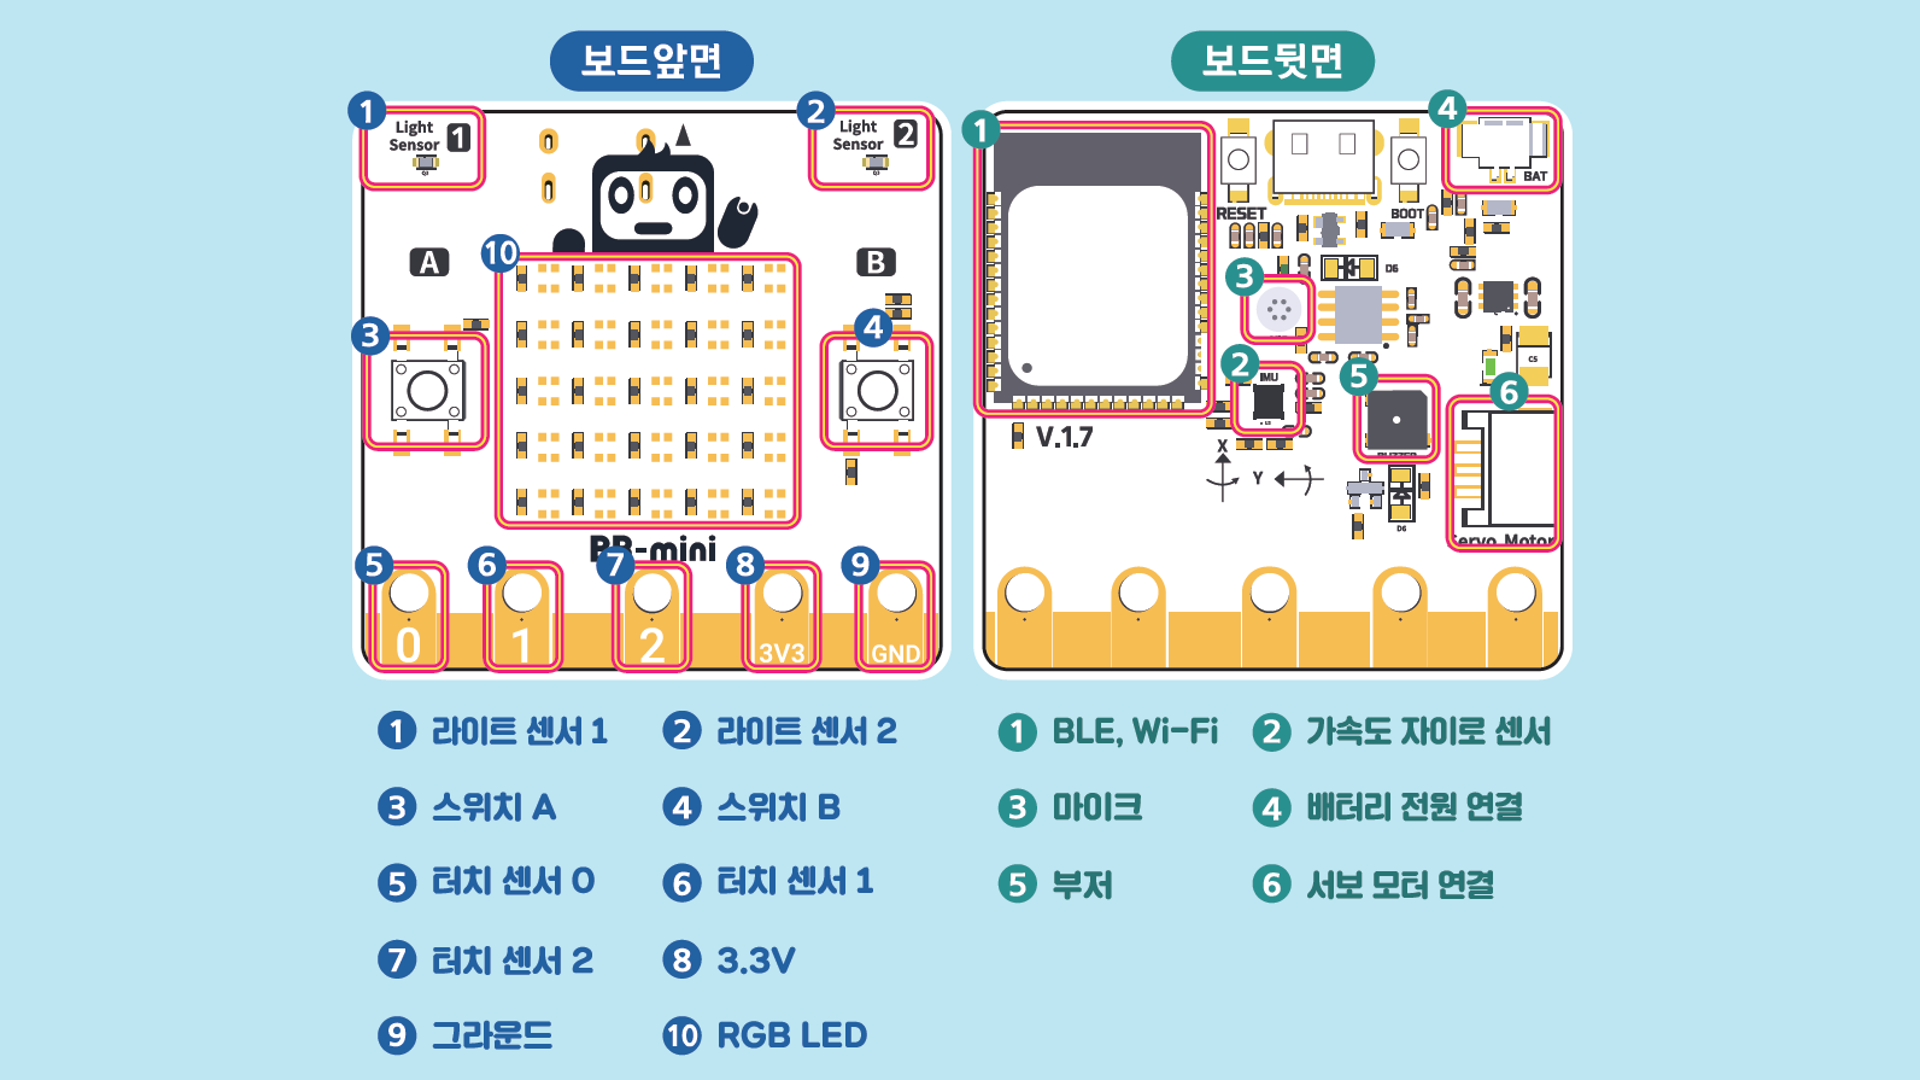 보드앞면
보드뒷면
1
Light Sensor 1
2
Light Sensor 2
A
B
10
3
4
BB-mini
5
6
7
8
9
0
1
2
3V3
GND
1
4
BAT
RESET
BOOT
3
D6
2
IMU
5
6
C5
V.1.7
X
Y
BUZZER
D6
Servo Motor
1 라이트 센서 1
2 라이트 센서 2
3 스위치 A
4 스위치 B
5 터치 센서 0
6 터치 센서 1
7 터치 센서 2
8 3.3V
9 그라운드
10 RGB LED
1 BLE, Wi-Fi
2 가속도 자이로 센서
3 마이크
4 배터리 전원 연결
5 부저
6 서보 모터 연결